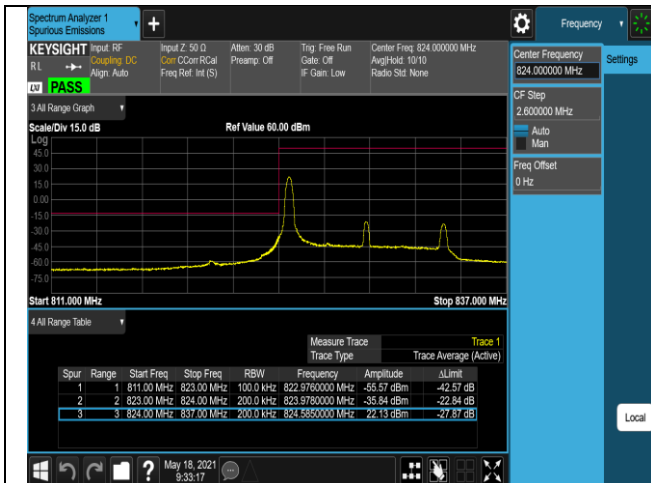 Spectrum Analyzer 1
Spurious Emissions
Frequency
KEYSIGHT Input: RF Input Z: 50 Ω Atten: 30 dB Trig: Free Run Center Freq: 824.000000 MHz
RL Coupling: DC Corr CCorr RCal Preamp: Off Gate: Off Avg|Hold: 10/10
Align: Auto Freq Ref: Int (S) IF Gain: Low Radio Std: None
LXI PASS
Center Frequency
824.000000 MHz
Settings
CF Step
2.600000 MHz
Auto
Man
Freq Offset
0 Hz
3 All Range Graph
Scale/Div 15.0 dB Ref Value 60.00 dBm
Log
45.0
30.0
15.0
0.00
-15.0
-30.0
-45.0
-60.0
-75.0
Start 811.000 MHz Stop 837.000 MHz
4 All Range Table
Measure Trace Trace 1
Trace Type Trace Average (Active)
Spur Range Start Freq Stop Freq RBW Frequency Amplitude ΔLimit
1 1 811.00 MHz 823.00 MHz 100.0 kHz 822.9760000 MHz -55.57 dBm -42.57 dB
2 2 823.00 MHz 824.00 MHz 200.0 kHz 823.9780000 MHz -35.84 dBm -22.84 dB
3 3 824.00 MHz 837.00 MHz 200.0 kHz 824.5850000 MHz 22.13 dBm -27.87 dB
Local
May 18, 2021
9:33:17